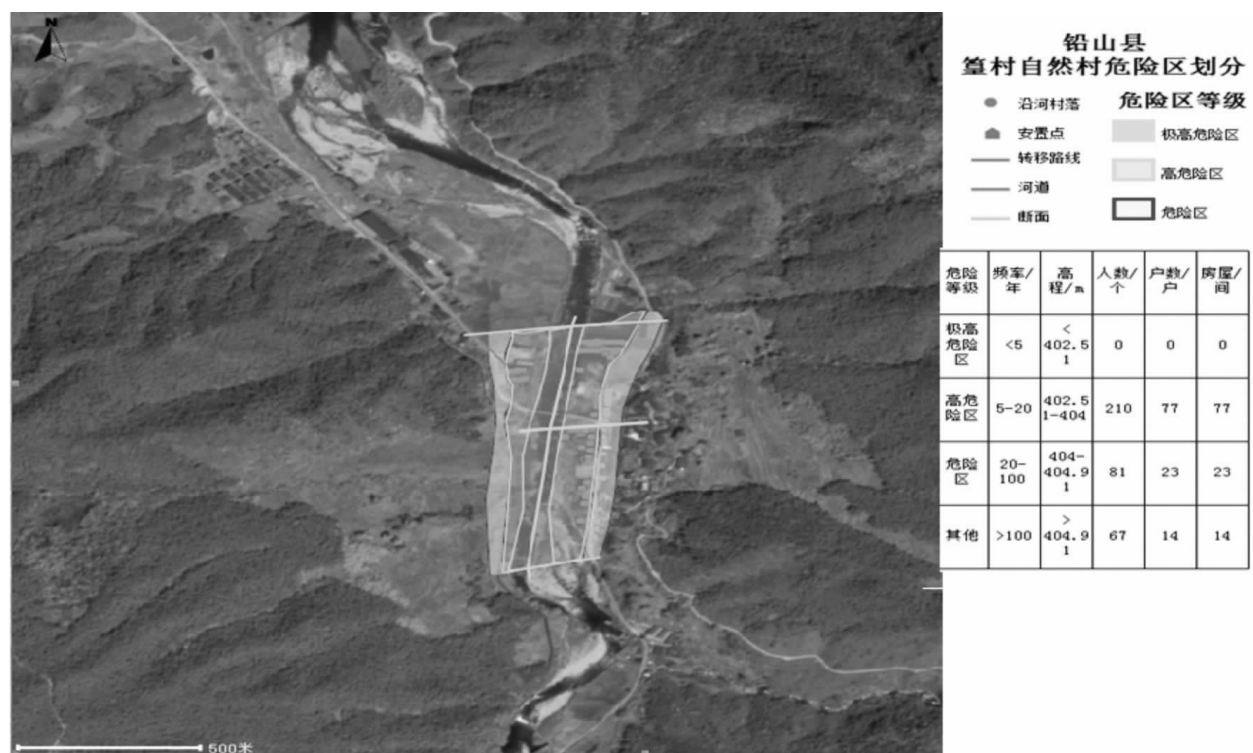 N
铅山县
篁村自然村危险区划分
沿河村落
安置点
转移路线
河道
断面
危险区等级
极高危险区
高危险区
危险区
危险
等级
频率/
年
高
程/m
人数/
个
户数/
户
房屋/
间
极高
危险
区
<5
<
402.5
1
0
0
0
高危
险区
5-20
402.5
1-404
210
77
77
危险
区
20-
100
404-
404.9
1
81
23
23
其他
>100
>
404.9
1
67
14
14
500米